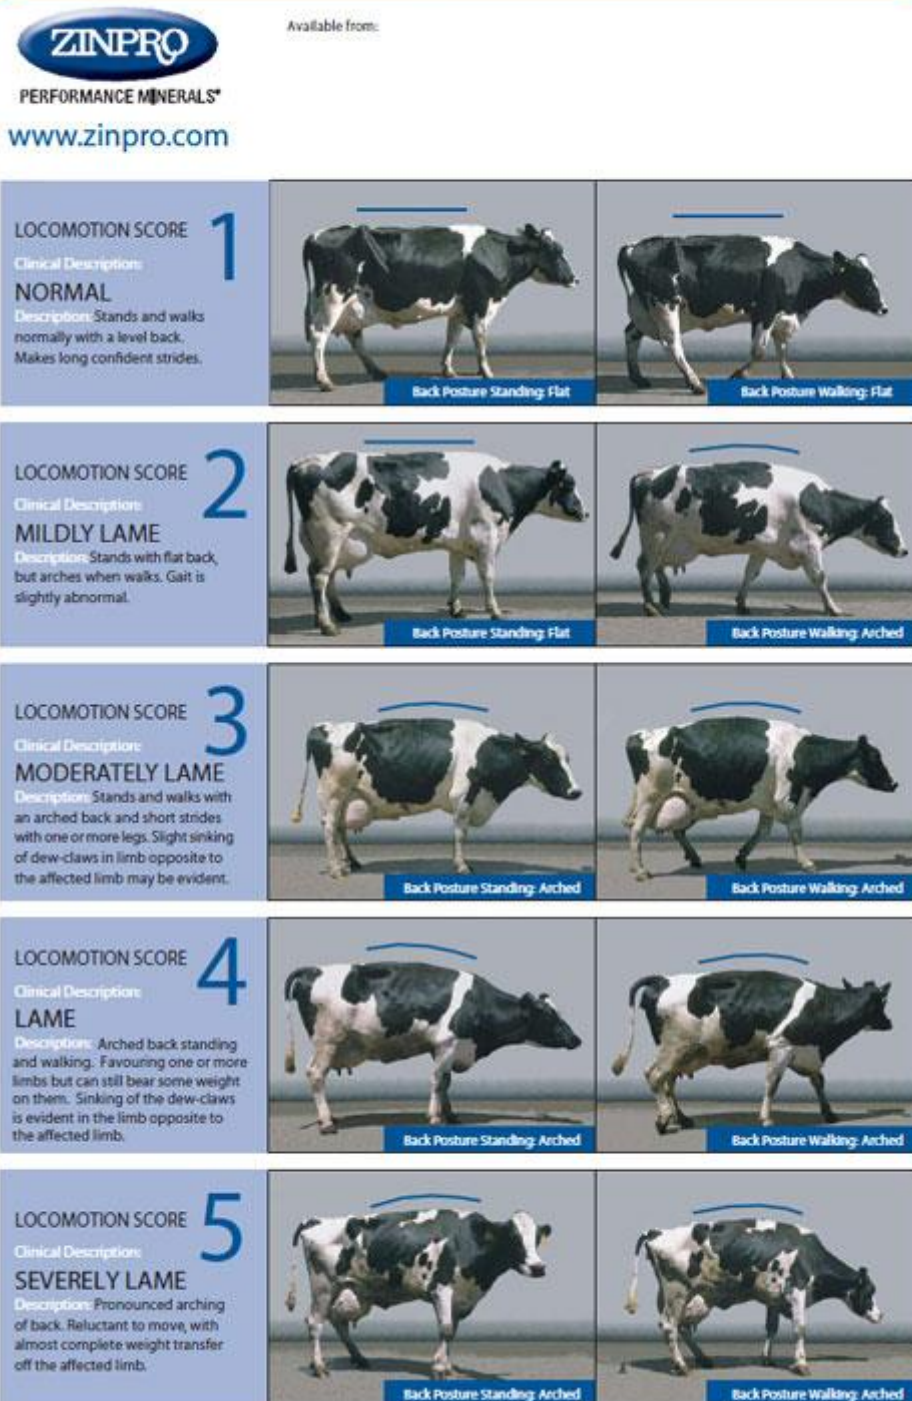 ZINPRO
PERFORMANCE MINERALS®
www.zinpro.com
Available from:
LOCOMOTION SCORE 1
Clinical Description:
NORMAL
Description: Stands and walks
normally with a level back.
Makes long confident strides.
Back Posture Standing: Flat
Back Posture Walking: Flat
LOCOMOTION SCORE 2
Clinical Description:
MILDLY LAME
Description: Stands with flat back,
but arches when walks. Gait is
slightly abnormal.
Back Posture Standing: Flat
Back Posture Walking: Arched
LOCOMOTION SCORE 3
Clinical Description:
MODERATELY LAME
Description: Stands and walks with
an arched back and short strides
with one or more legs. Slight sinking
of dew-claws in limb opposite to
the affected limb may be evident.
Back Posture Standing: Arched
Back Posture Walking: Arched
LOCOMOTION SCORE 4
Clinical Description:
LAME
Description: Arched back standing
and walking. Favouring one or more
limbs but can still bear some weight
on them. Sinking of the dew-claws
is evident in the limb opposite to
the affected limb.
Back Posture Standing: Arched
Back Posture Walking: Arched
LOCOMOTION SCORE 5
Clinical Description:
SEVERELY LAME
Description: Pronounced arching
of back. Reluctant to move, with
almost complete weight transfer
off the affected limb.
Back Posture Standing: Arched
Back Posture Walking: Arched